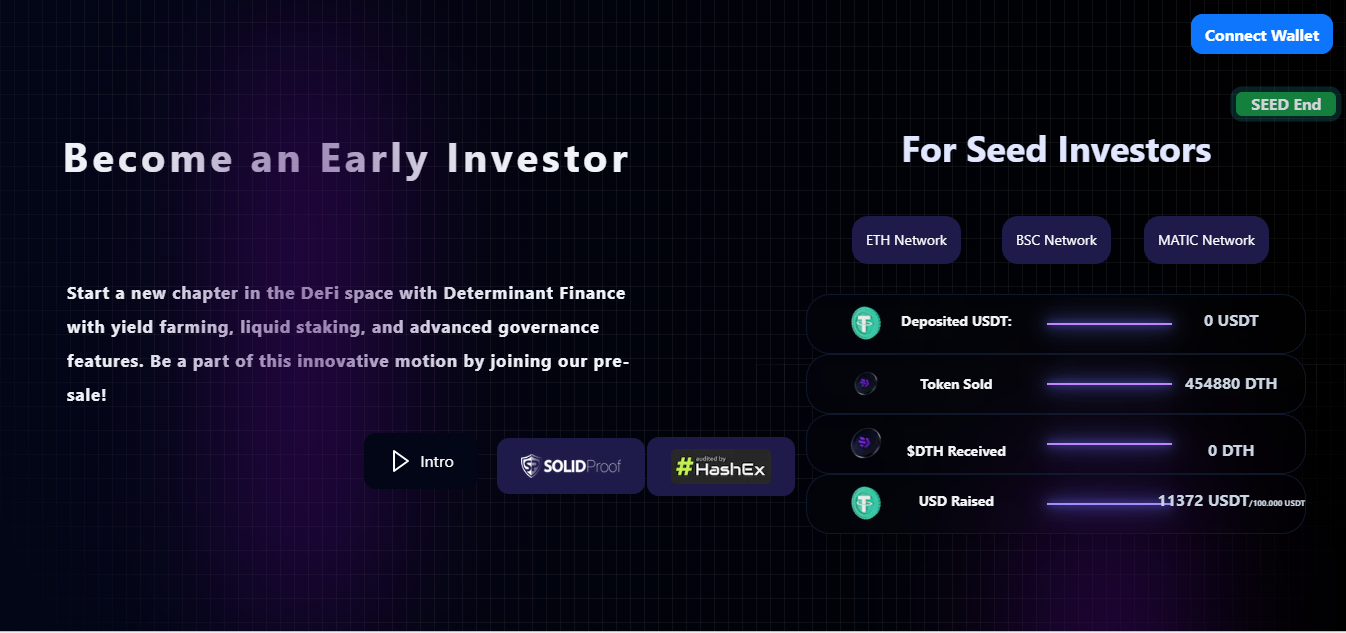 Connect Wallet
SEED End
Become an Early Investor
For Seed Investors
ETH Network
BSC Network
MATIC Network
Start a new chapter in the DeFi space with Determinant Finance
with yield farming, liquid staking, and advanced governance
features. Be a part of this innovative motion by joining our pre-
sale!
Intro
SOLIDProof
audited by
#HashEx
Deposited USDT: 0 USDT
Token Sold 454880 DTH
$DTH Received 0 DTH
USD Raised 11372 USDT/100.000 USDT